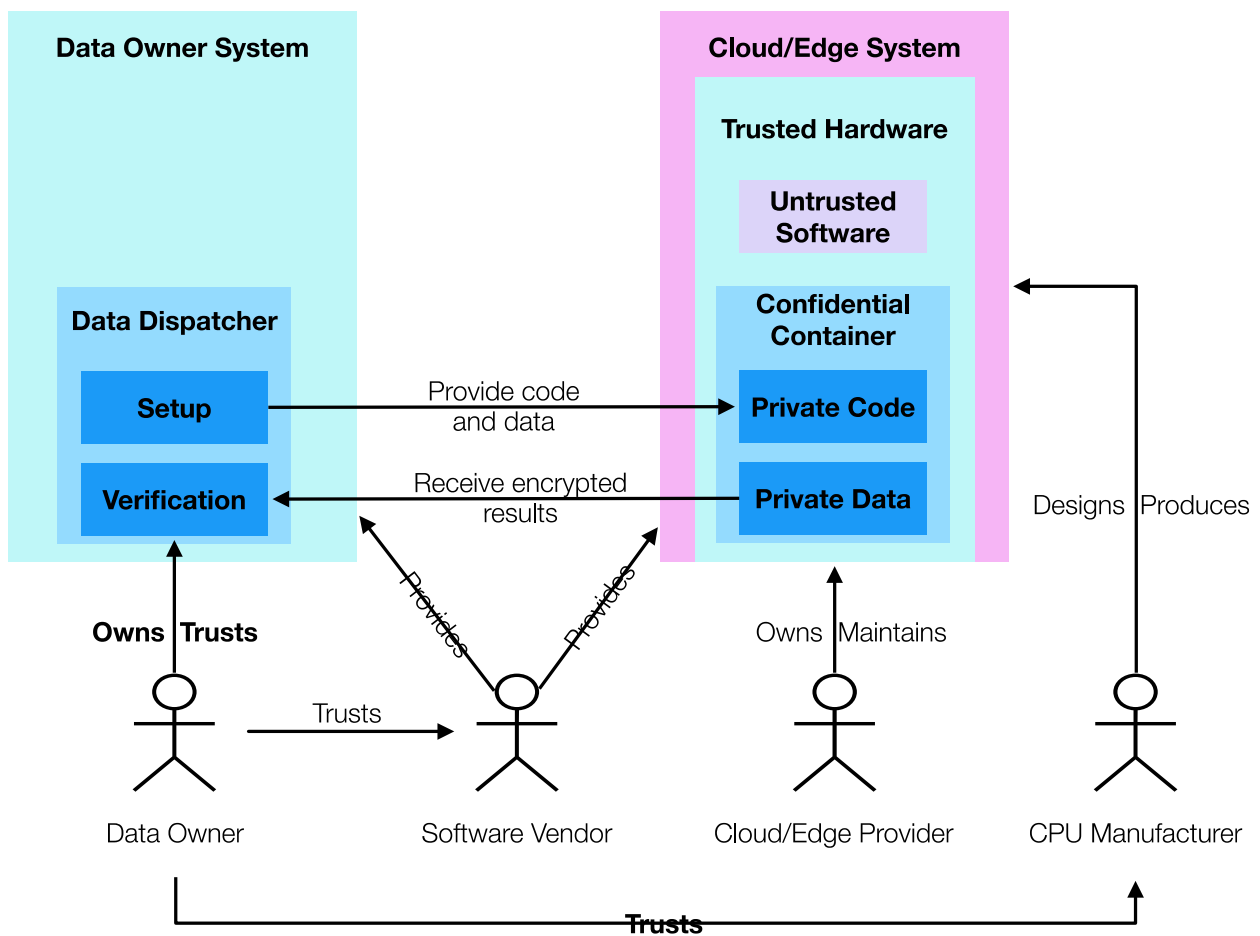 Data Owner System
Cloud/Edge System
Trusted Hardware
Untrusted
Software
Data Dispatcher
Confidential
Container
Setup
Provide code
and data
Private Code
Verification
Receive encrypted
results
Private Data
Designs Produces
Owns Trusts
Provides
Provides
Owns Maintains
Trusts
Data Owner
Software Vendor
Cloud/Edge Provider
CPU Manufacturer
Trusts